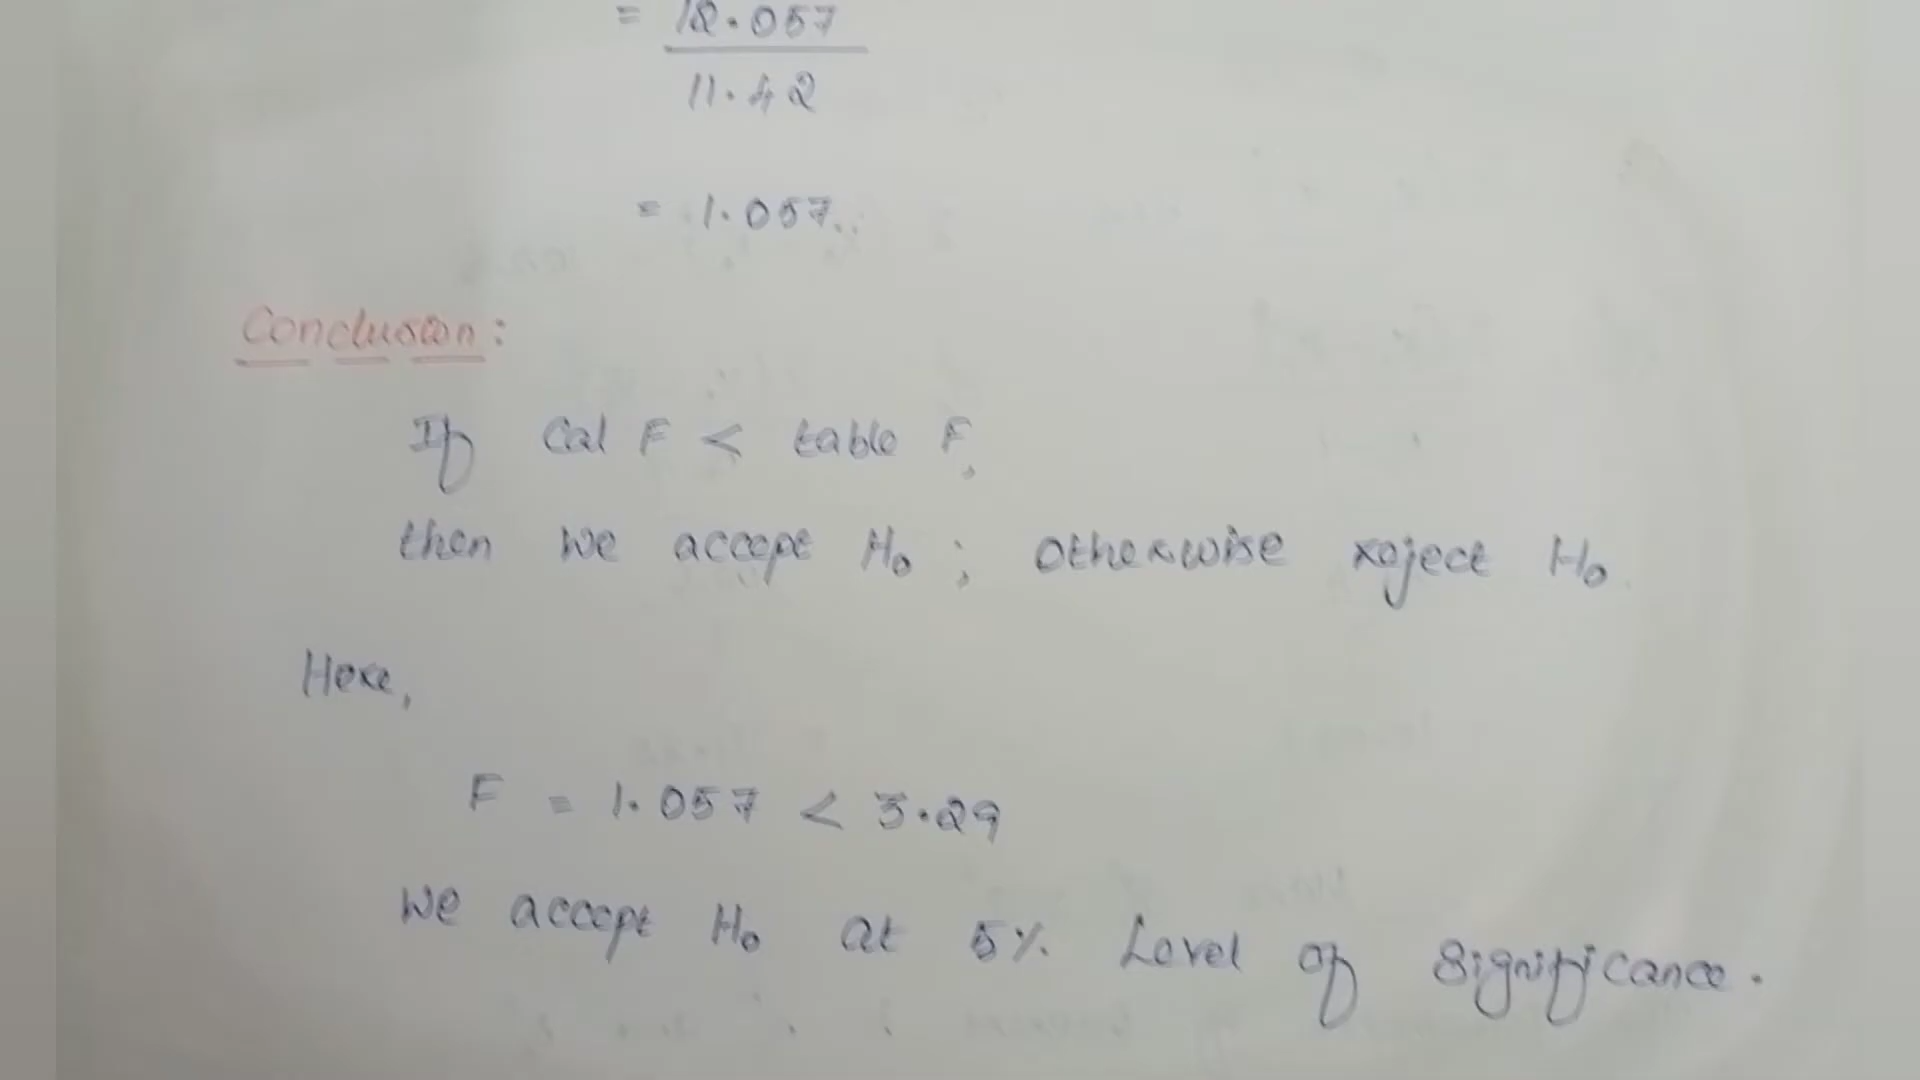 = 12.057
11.42
= 1.057.
Conclusion:
If Cal F < table F,
then we accept H₀ ; otherwise reject H₀
Here,
F = 1.057 < 3.29
we accept H₀ at 5% Level of Significance.